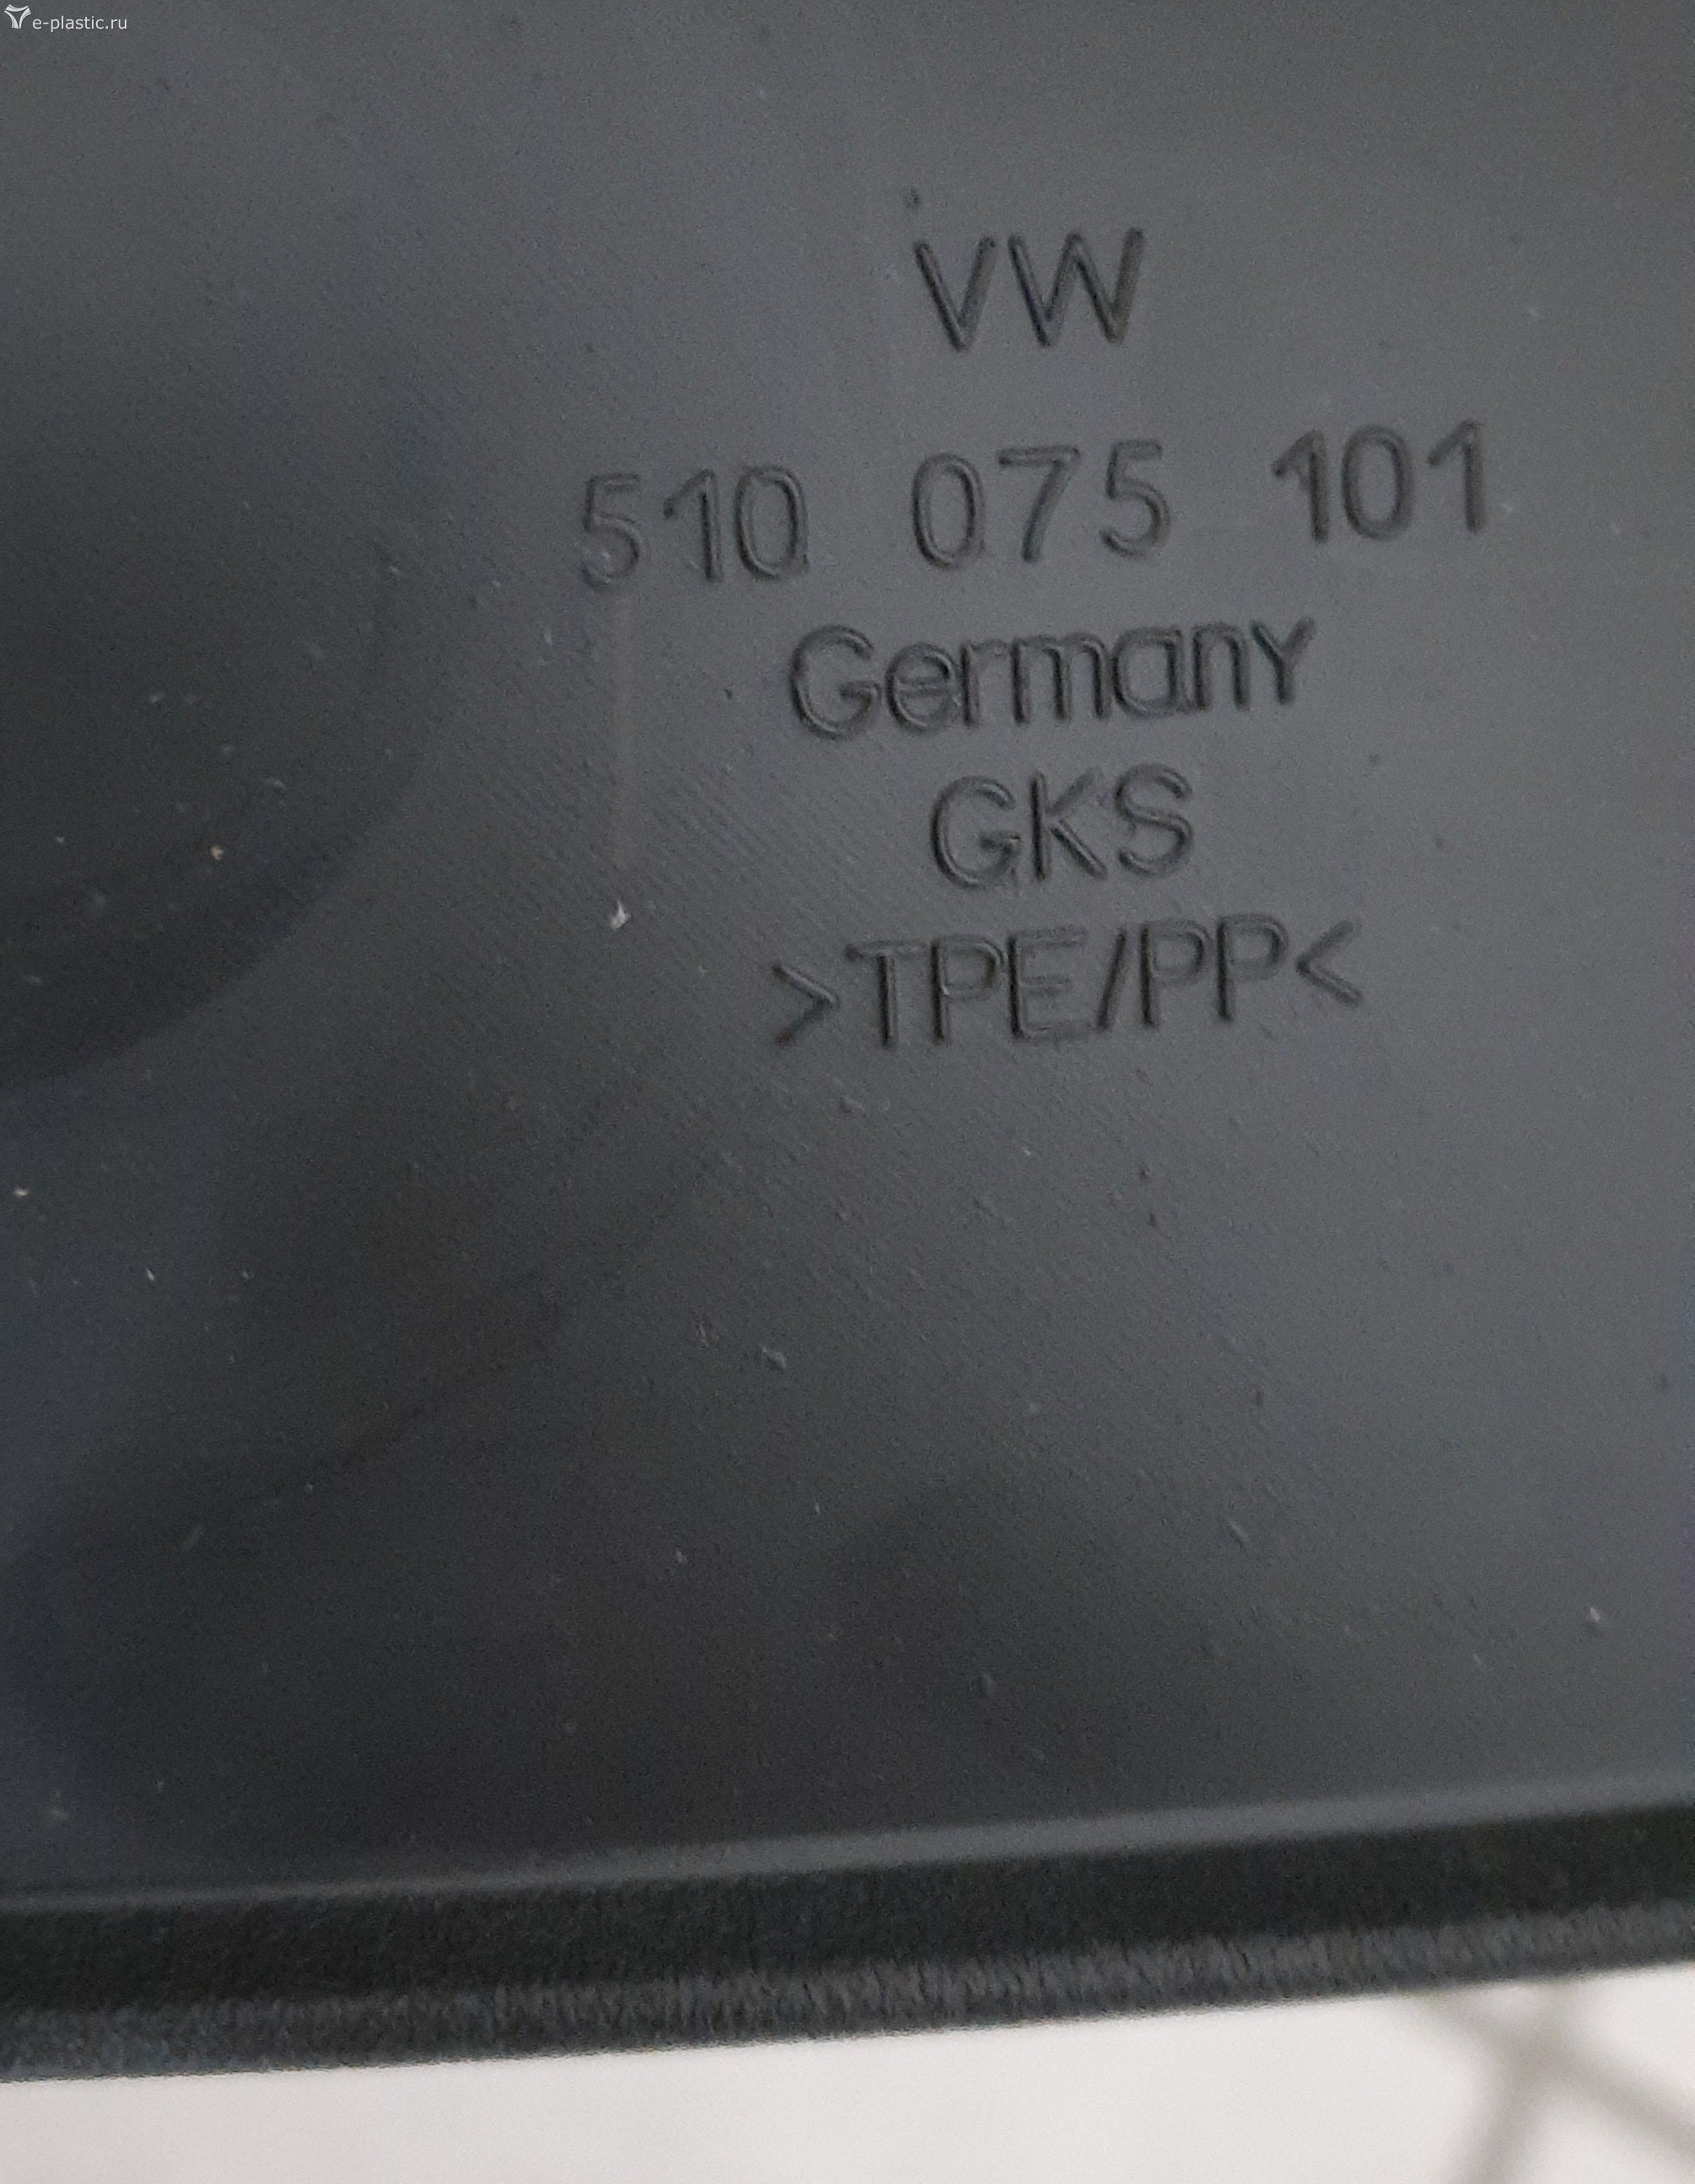 e-plastic.ru
VW
510 075 101
Germany
GKS
>TPE/PP<